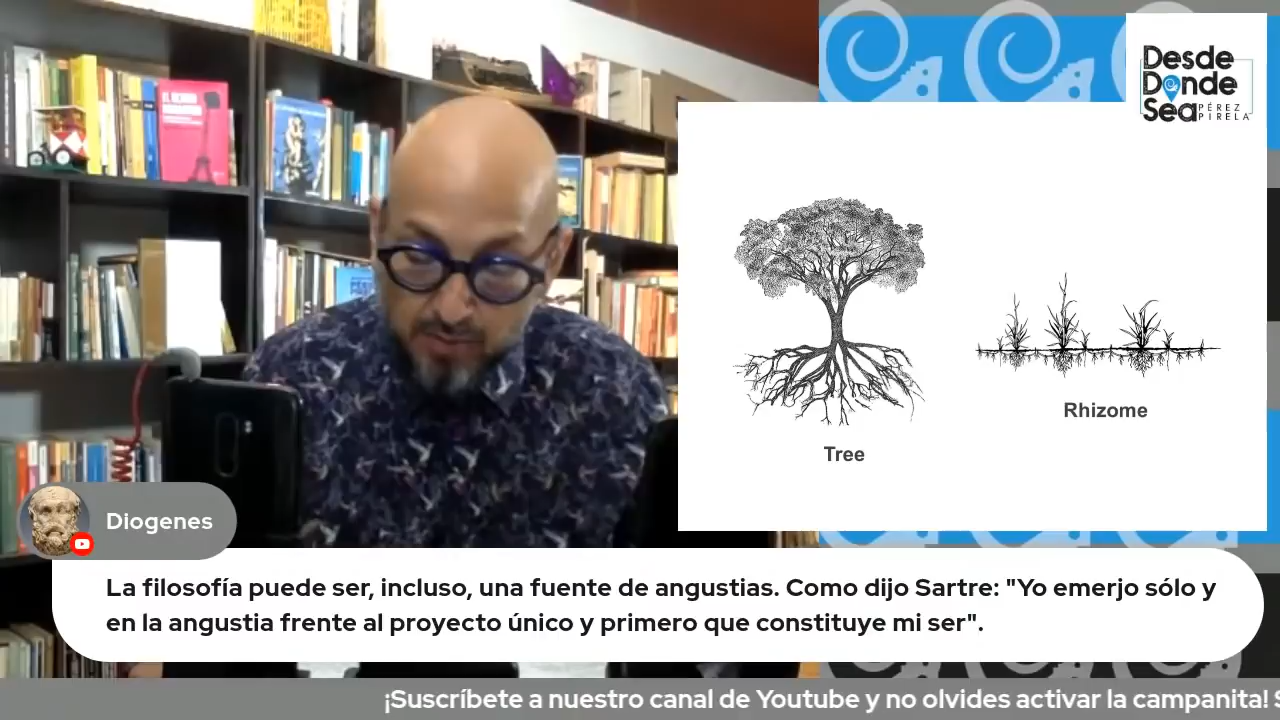 Desde
Donde
Sea
PÉREZ
PIRELA
Tree
Rhizome
Diogenes
La filosofía puede ser, incluso, una fuente de angustias. Como dijo Sartre: "Yo emerjo sólo y
en la angustia frente al proyecto único y primero que constituye mi ser".
¡Suscríbete a nuestro canal de Youtube y no olvides activar la campanita! S